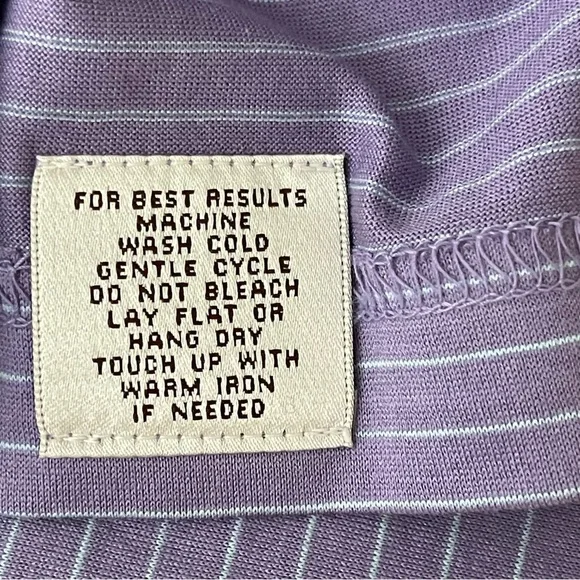 FOR BEST RESULTS
MACHINE
WASH COLD
GENTLE CYCLE
DO NOT BLEACH
LAY FLAT OR
HANG DRY
TOUCH UP WITH
WARM IRON
IF NEEDED